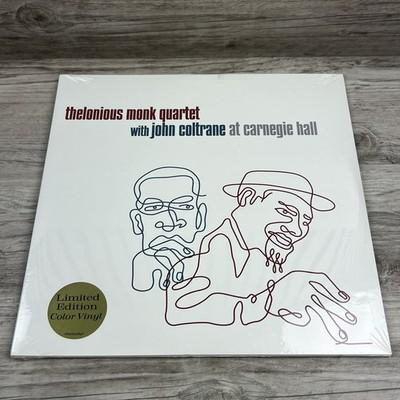 thelonious monk quartet
with john coltrane at carnegie hall
Limited
Edition
Color Vinyl